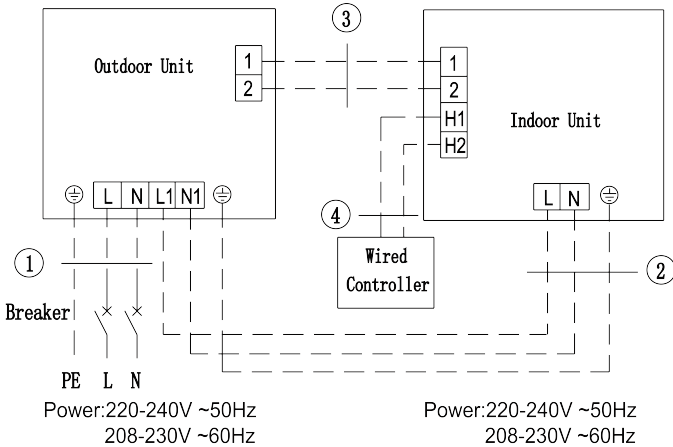 3
Outdoor Unit
1
2
1
2
H1
H2
Indoor Unit
L N L1 N1
L N
4
Wired
Controller
1
2
Breaker
PE L N
Power:220-240V ~50Hz
208-230V ~60Hz
Power:220-240V ~50Hz
208-230V ~60Hz